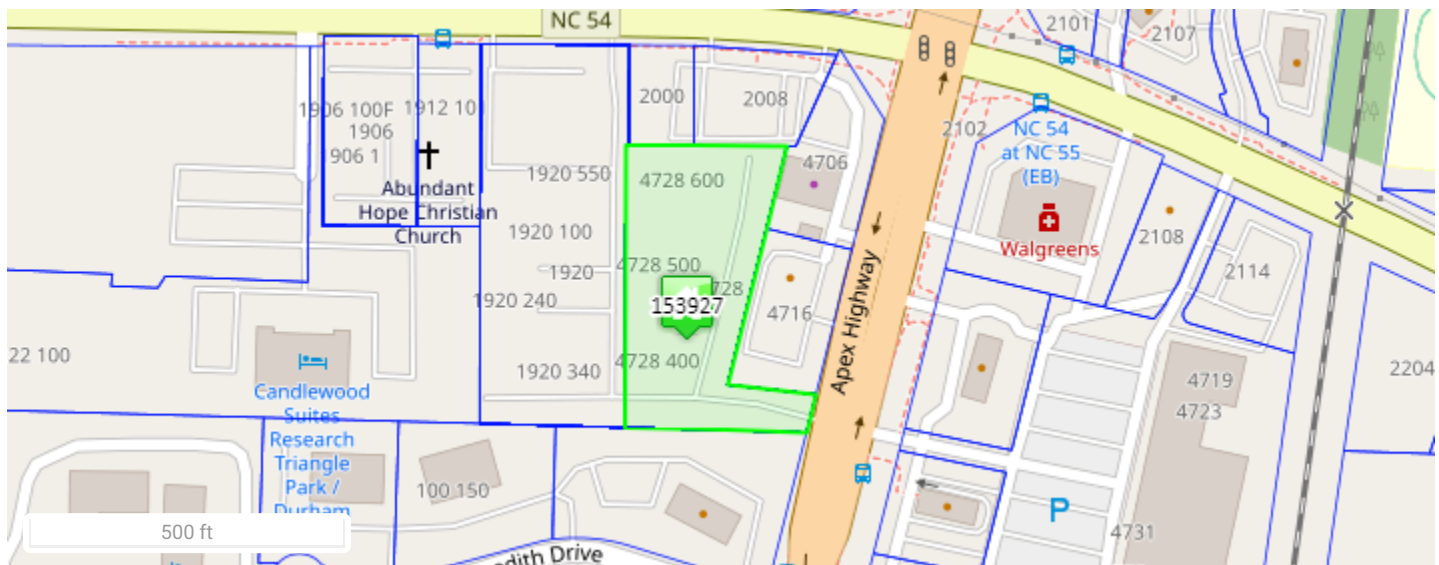 NC 54
2101
2107
1906 100F
1912 10
1906
906 1
2000
2008
2102
NC 54
at NC 55
(EB)
4706
Abundant
Hope Christian
Church
1920 550
4728 600
1920 100
Walgreens
2108
1920
4728 500
728
2114
1920 240
153927
4716
Apex Highway
22 100
1920 340
4728 400
4719
4723
2204
Candlewood
Suites
Research
Triangle
Park /
Durham
100 150
P
4731
500 ft
edith Drive